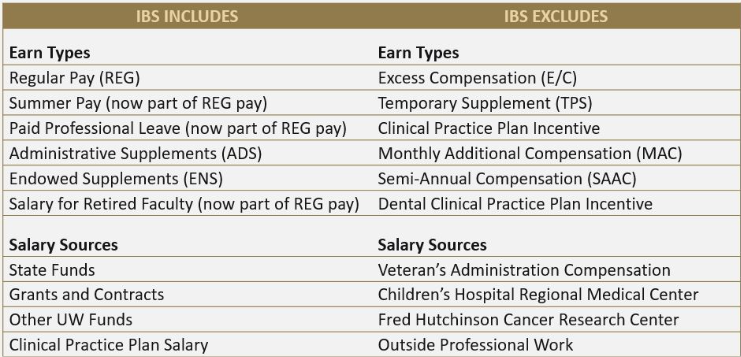 IBS INCLUDES IBS EXCLUDES
Earn Types Earn Types
Regular Pay (REG) Excess Compensation (E/C)
Summer Pay (now part of REG pay) Temporary Supplement (TPS)
Paid Professional Leave (now part of REG pay) Clinical Practice Plan Incentive
Administrative Supplements (ADS) Monthly Additional Compensation (MAC)
Endowed Supplements (ENS) Semi-Annual Compensation (SAAC)
Salary for Retired Faculty (now part of REG pay) Dental Clinical Practice Plan Incentive
Salary Sources Salary Sources
State Funds Veteran's Administration Compensation
Grants and Contracts Children's Hospital Regional Medical Center
Other UW Funds Fred Hutchinson Cancer Research Center
Clinical Practice Plan Salary Outside Professional Work